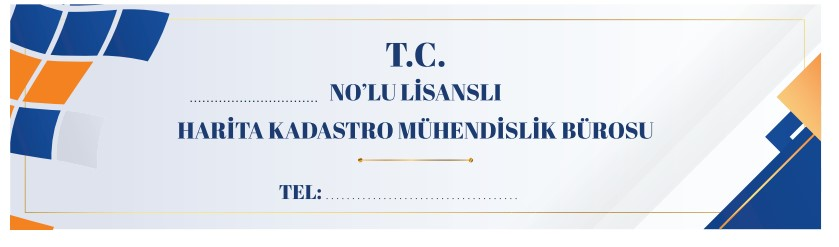 T.C.
.............................. NO’LU LİSANSLI
HARİTA KADASTRO MÜHENDİSLİK BÜROSU
TEL: ......................................